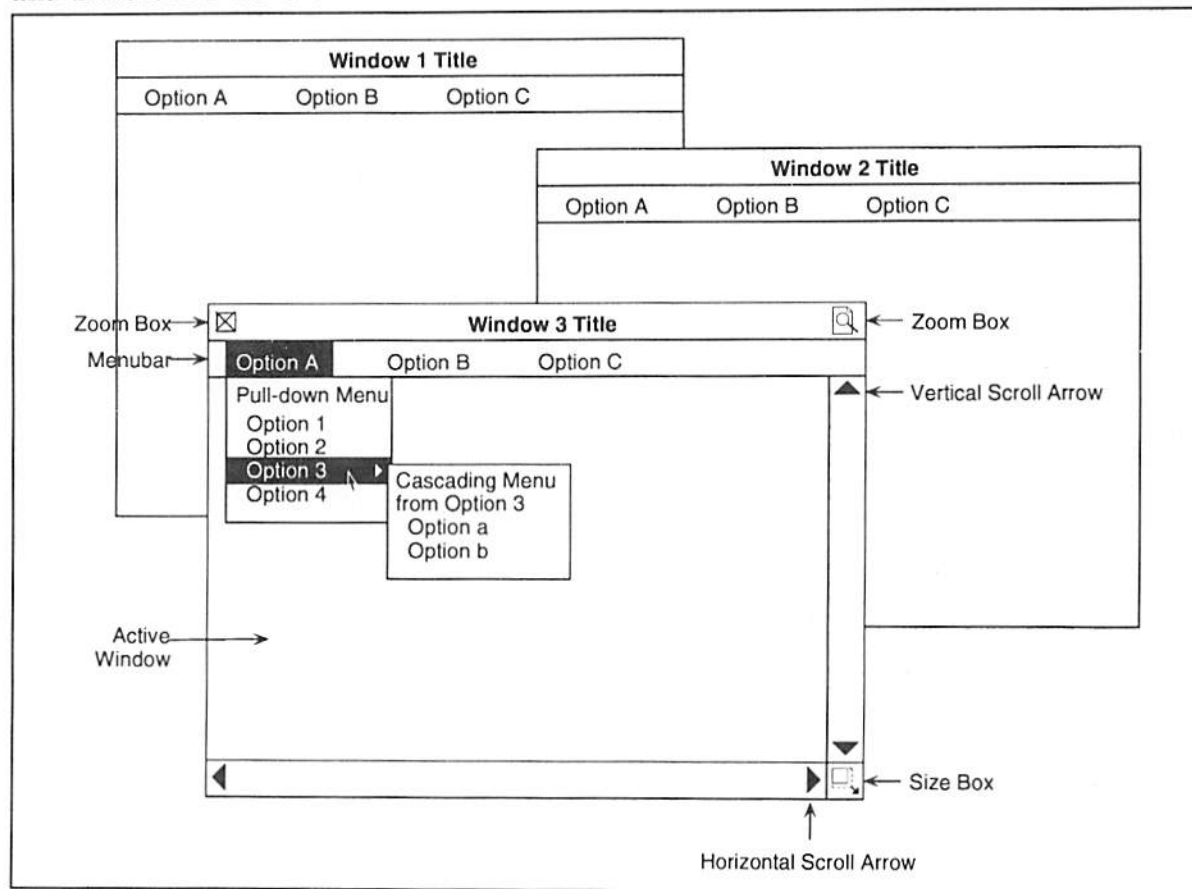 Window 1 Title
Option A Option B Option C
Window 2 Title
Option A Option B Option C
Zoom Box
Window 3 Title
Zoom Box
Menubar
Option A Option B Option C
Vertical Scroll Arrow
Pull-down Menu
Option 1
Option 2
Option 3
Option 4
Cascading Menu
from Option 3
Option a
Option b
Active
Window
Size Box
Horizontal Scroll Arrow